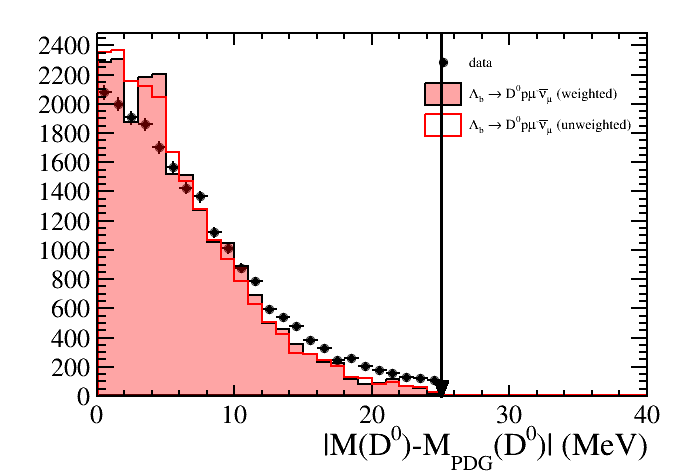 2400
2200
2000
1800
1600
1400
1200
1000
800
600
400
200
0
data
Λb → D⁰pμ ν̅μ (weighted)
Λb → D⁰pμ ν̅μ (unweighted)
0 10 20 30 40
|M(D⁰)-M_PDG(D⁰)| (MeV)